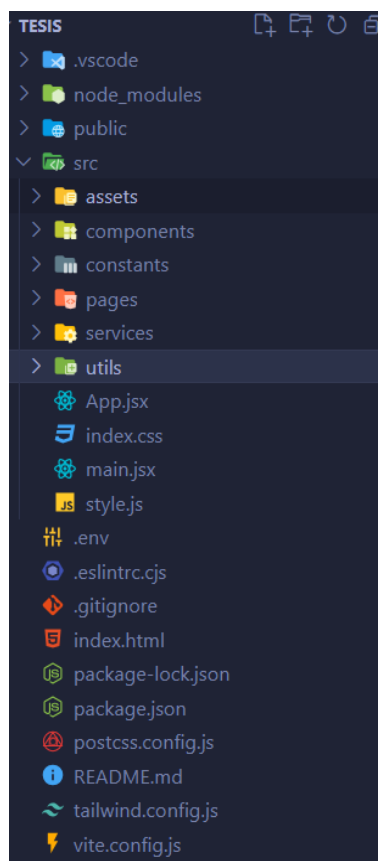 TESIS
.vscode
node_modules
public
src
assets
components
constants
pages
services
utils
App.jsx
index.css
main.jsx
JS style.js
.env
.eslintrc.cjs
.gitignore
index.html
package-lock.json
package.json
postcss.config.js
README.md
tailwind.config.js
vite.config.js